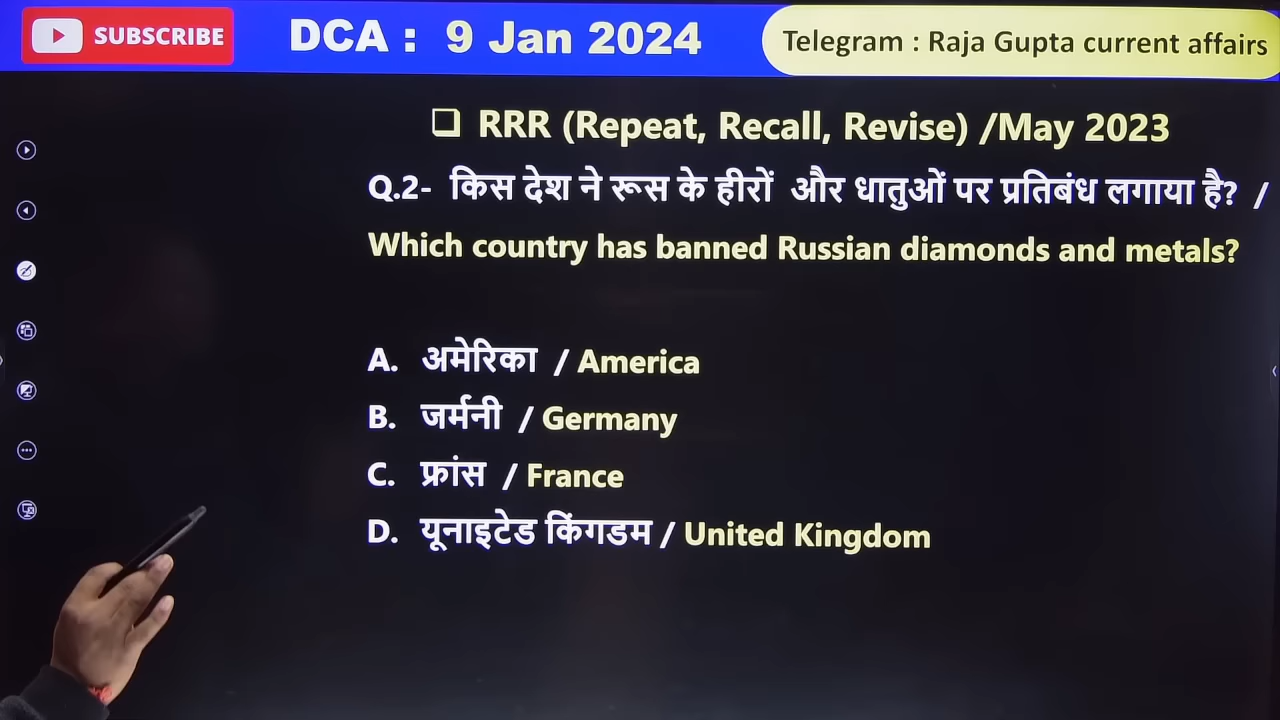 SUBSCRIBE
DCA : 9 Jan 2024
Telegram : Raja Gupta current affairs
❑ RRR (Repeat, Recall, Revise) /May 2023
Q.2- किस देश ने रूस के हीरों और धातुओं पर प्रतिबंध लगाया है? /
Which country has banned Russian diamonds and metals?
A. अमेरिका / America
B. जर्मनी / Germany
C. फ्रांस / France
D. यूनाइटेड किंगडम / United Kingdom